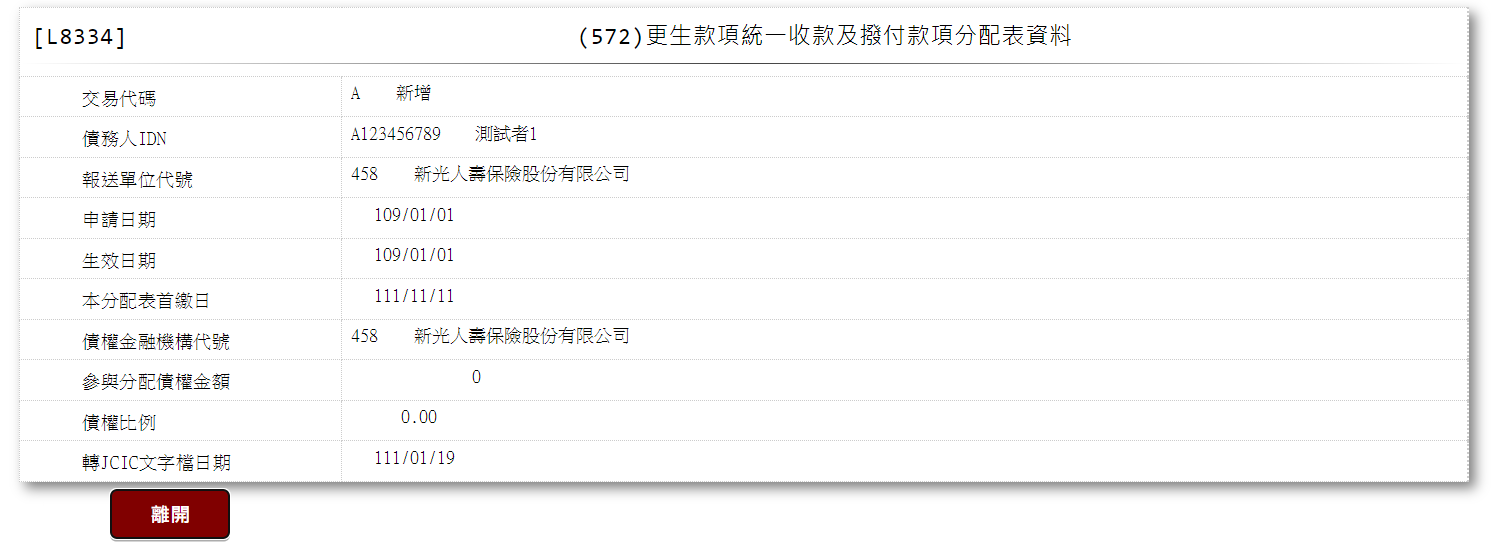 [L8334] (572)更生款項統一收款及撥付款項分配表資料
交易代碼 A 新增
債務人IDN A123456789 測試者1
報送單位代號 458 新光人壽保險股份有限公司
申請日期 109/01/01
生效日期 109/01/01
本分配表首繳日 111/11/11
債權金融機構代號 458 新光人壽保險股份有限公司
參與分配債權金額 0
債權比例 0.00
轉JCIC文字檔日期 111/01/19
離開